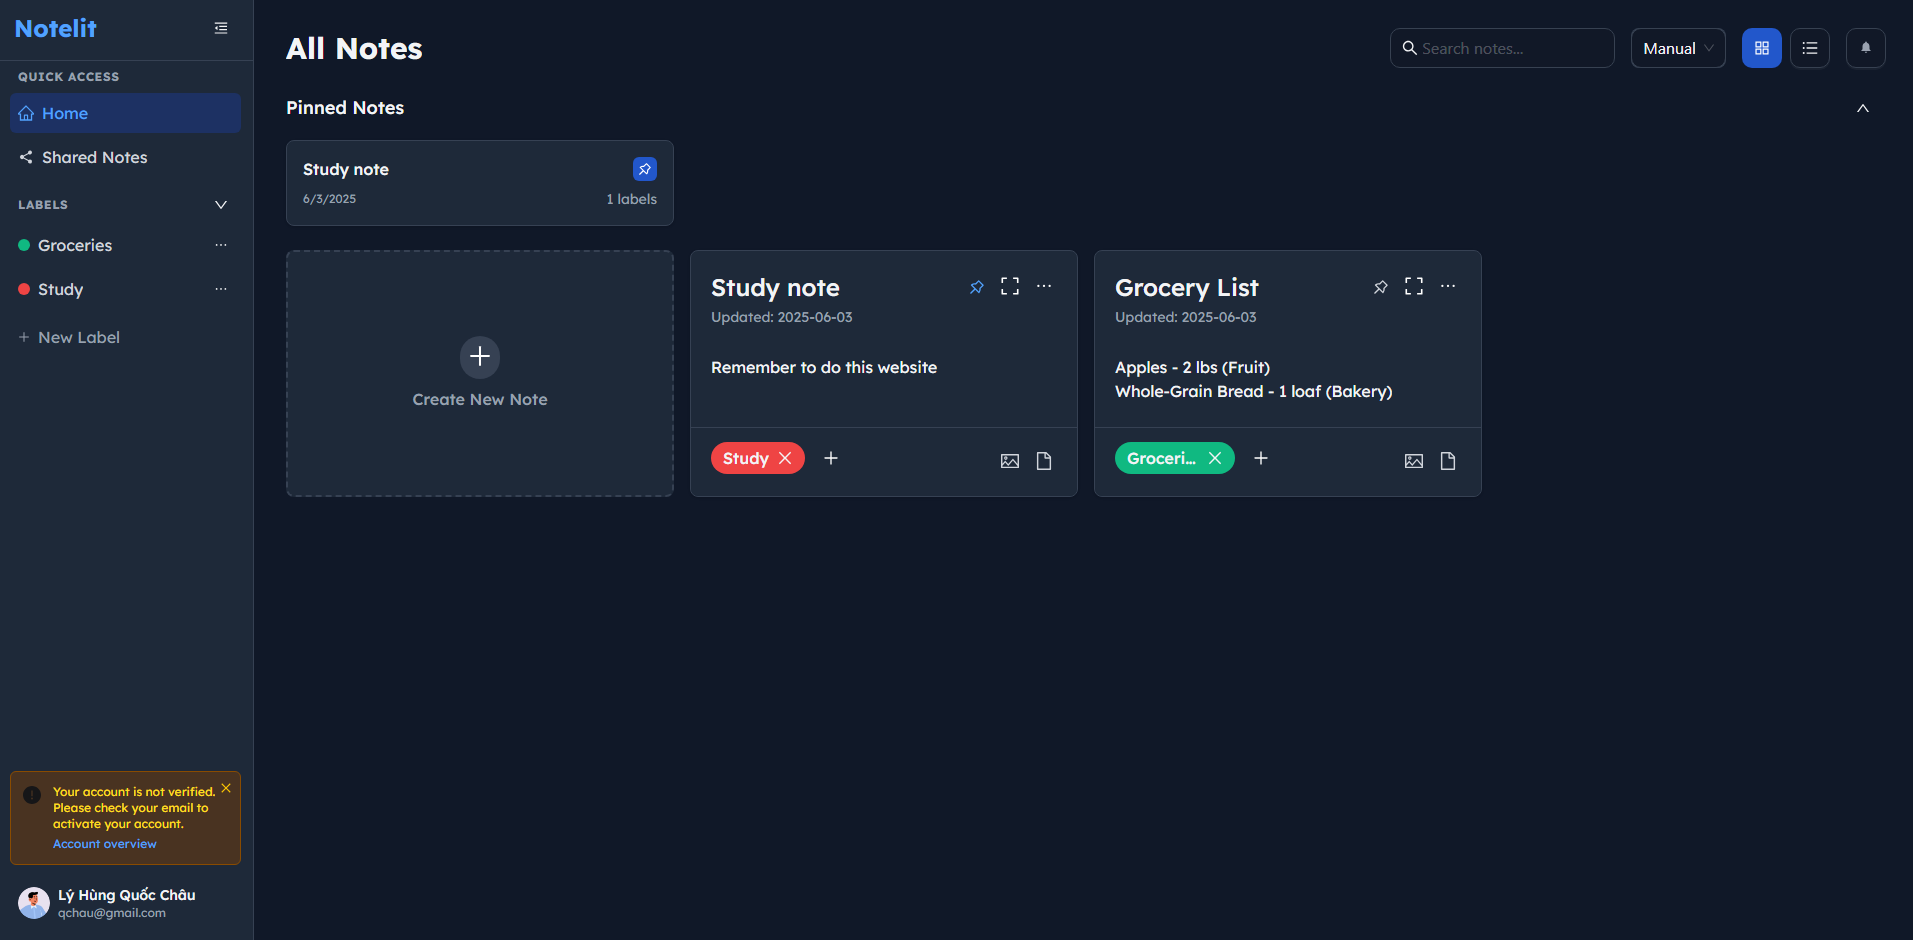 Notelit
QUICK ACCESS
Home
Shared Notes
LABELS
Groceries
Study
New Label
Your account is not verified.
Please check your email to
activate your account.
Account overview
Lý Hùng Quốc Châu
qchau@gmail.com
All Notes
Search notes...
Manual
Pinned Notes
Study note
6/3/2025
1 labels
Create New Note
Study note
Updated: 2025-06-03
Remember to do this website
Study
Grocery List
Updated: 2025-06-03
Apples - 2 lbs (Fruit)
Whole-Grain Bread - 1 loaf (Bakery)
Groceri...